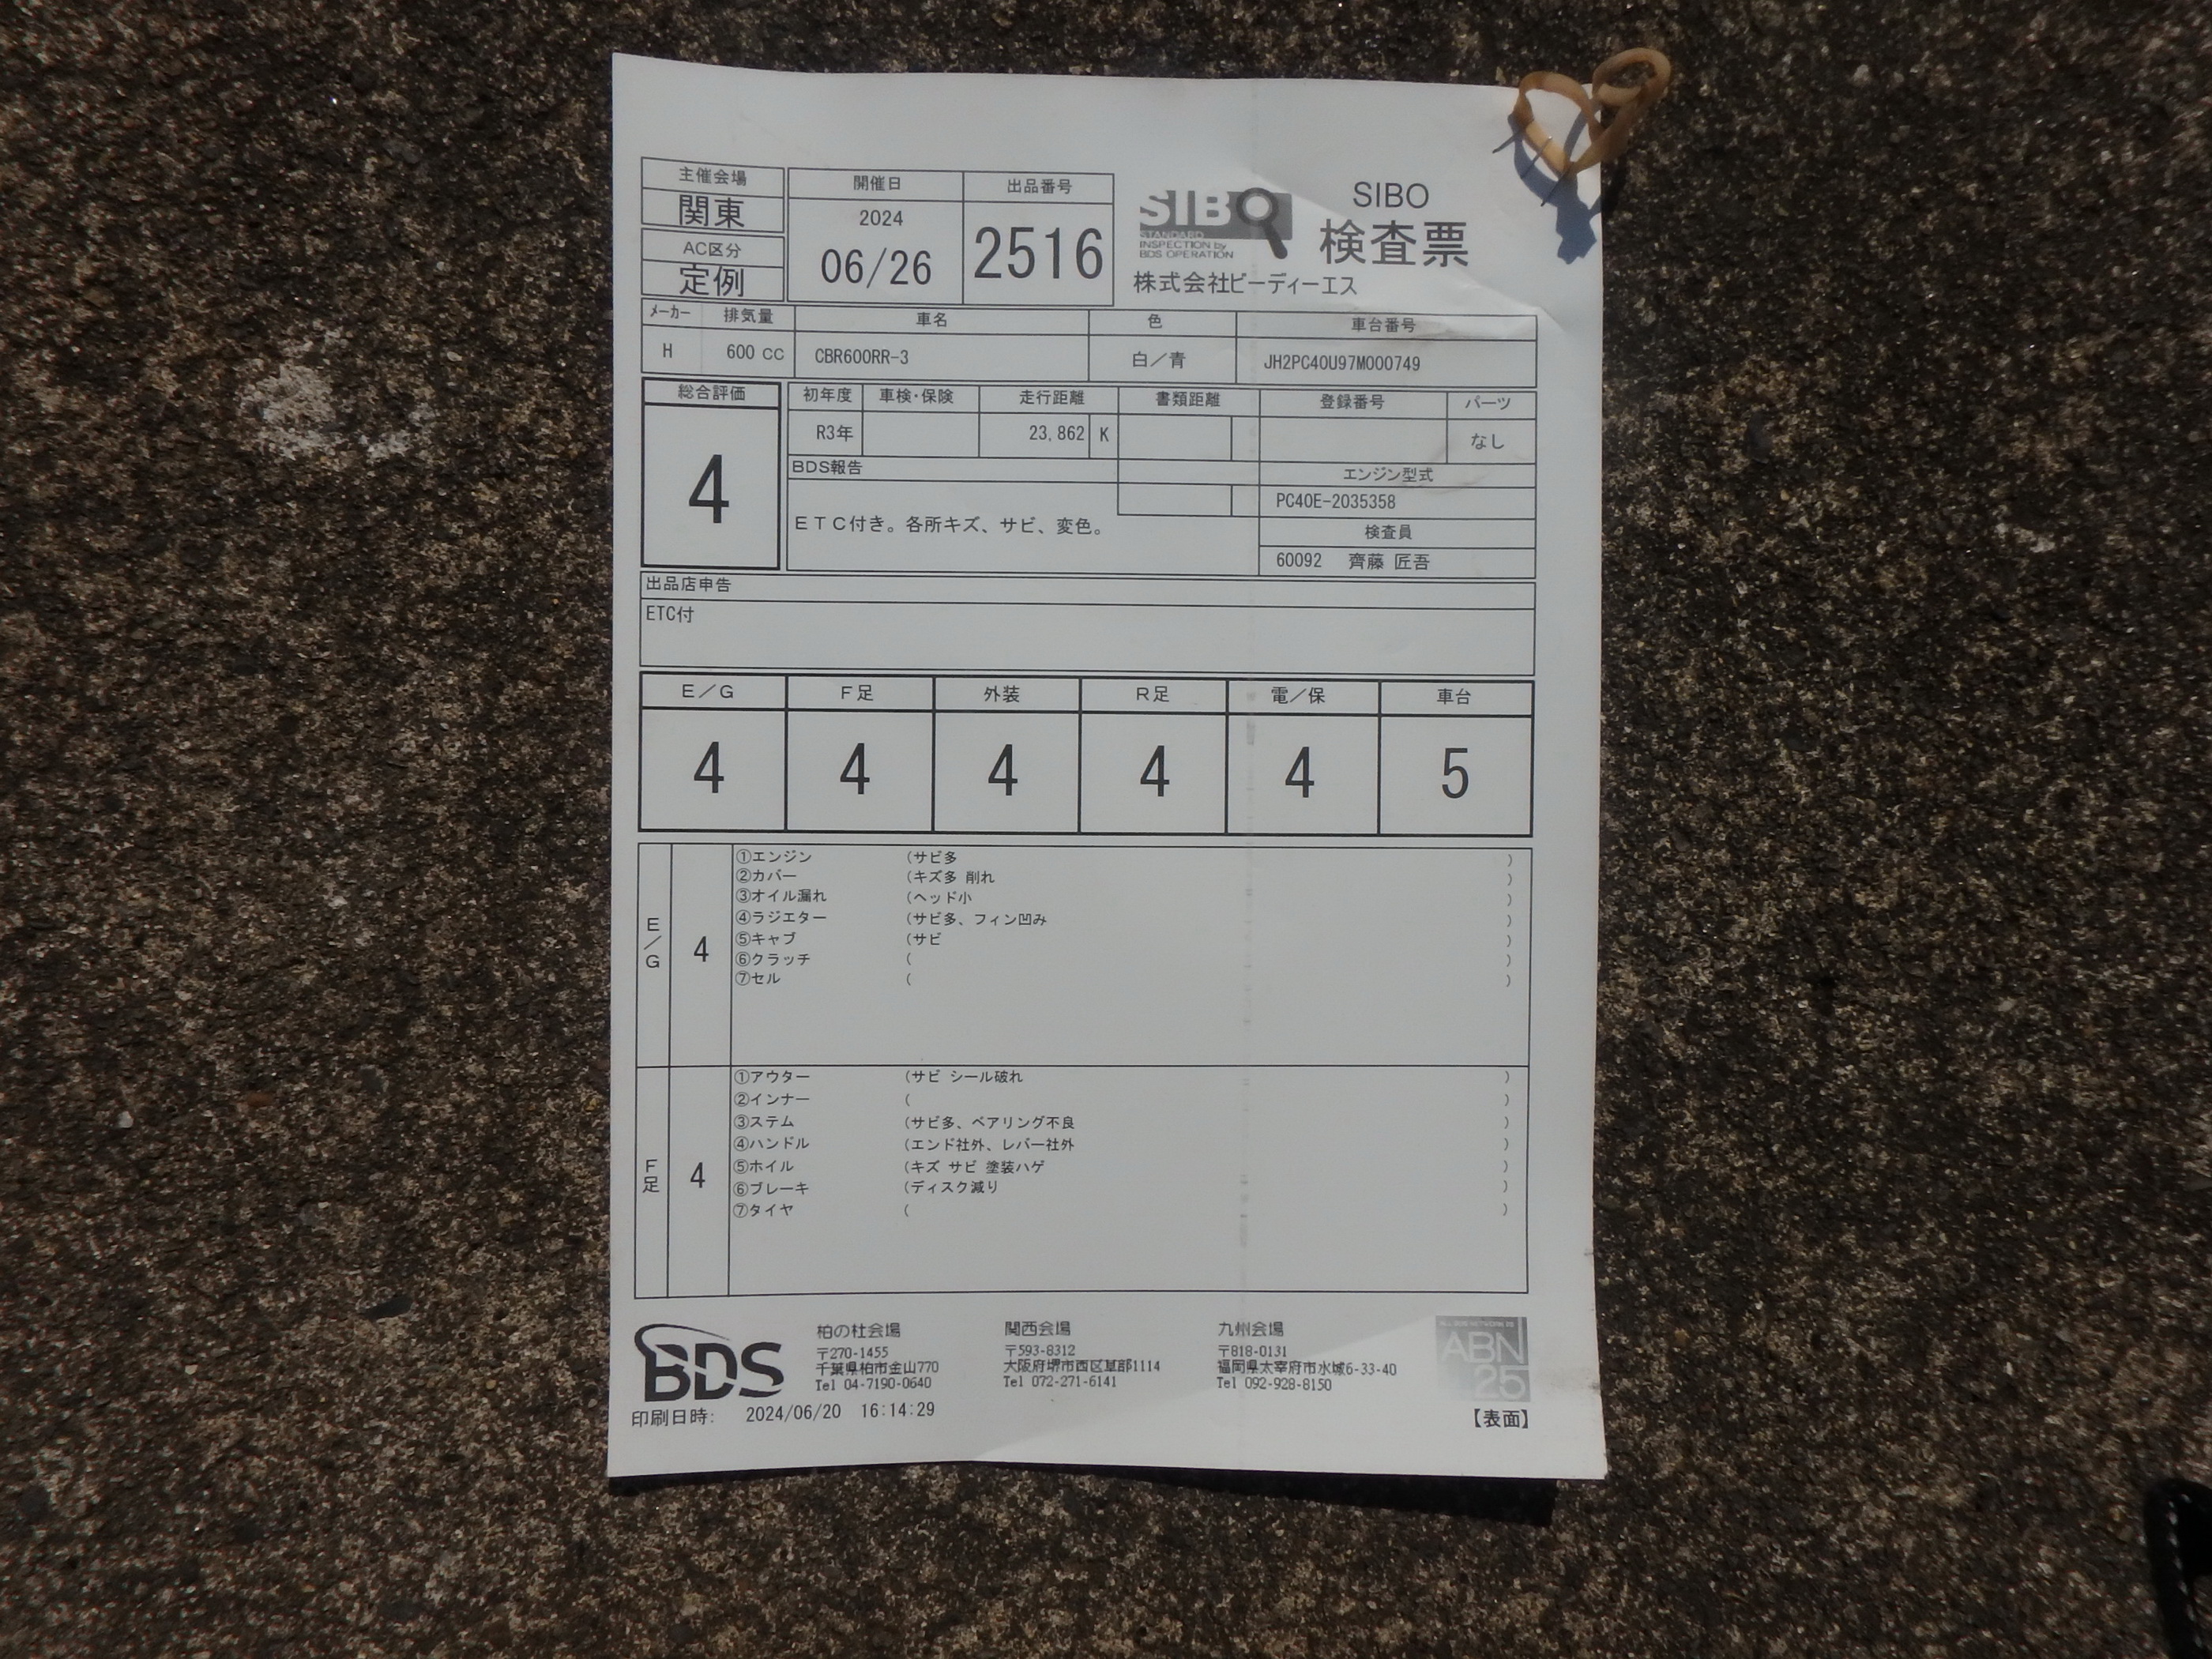 主催会場
関東
AC区分
定例
開催日
2024
06/26
出品番号
2516
SIBO
STANDARD
INSPECTION by
BDS OPERATION
SIBO
検査票
株式会社ビーディーエス
メーカー 排気量 車名 色 車台番号
H 600 CC CBR600RR-3 白／青 JH2PC40U97M000749
総合評価
4
初年度 車検・保険 走行距離 書類距離 登録番号 パーツ
R3年 23,862 K なし
BDS報告
エンジン型式
PC40E-2035358
ＥＴＣ付き。各所キズ、サビ、変色。
検査員
60092 齊藤 匠吾
出品店申告
ETC付
Ｅ／Ｇ Ｆ足 外装 Ｒ足 電／保 車台
4 4 4 4 4 5
E／G
4
①エンジン (サビ多 )
②カバー (キズ多 削れ )
③オイル漏れ (ヘッド小 )
④ラジエター (サビ多、フィン凹み )
⑤キャブ (サビ )
⑥クラッチ ( )
⑦セル ( )
F足
4
①アウター (サビ シール破れ )
②インナー ( )
③ステム (サビ多、ベアリング不良 )
④ハンドル (エンド社外、レバー社外 )
⑤ホイル (キズ サビ 塗装ハゲ )
⑥ブレーキ (ディスク減り )
⑦タイヤ ( )
BDS
柏の杜会場
〒270-1455
千葉県柏市金山770
Tel 04-7190-0640
関西会場
〒593-8312
大阪府堺市西区草部1114
Tel 072-271-6141
九州会場
〒818-0131
福岡県太宰府市水城6-33-40
Tel 092-928-8150
ABN
25
印刷日時: 2024/06/20 16:14:29
【表面】